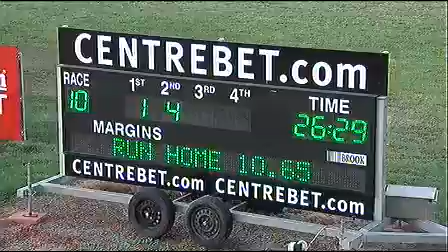 CENTREBET.com
RACE 1ST 2ND 3RD 4TH TIME
10 1 4 26:29
MARGINS BROOK
RUN HOME 10.65
CENTREBET.com CENTREBET.com